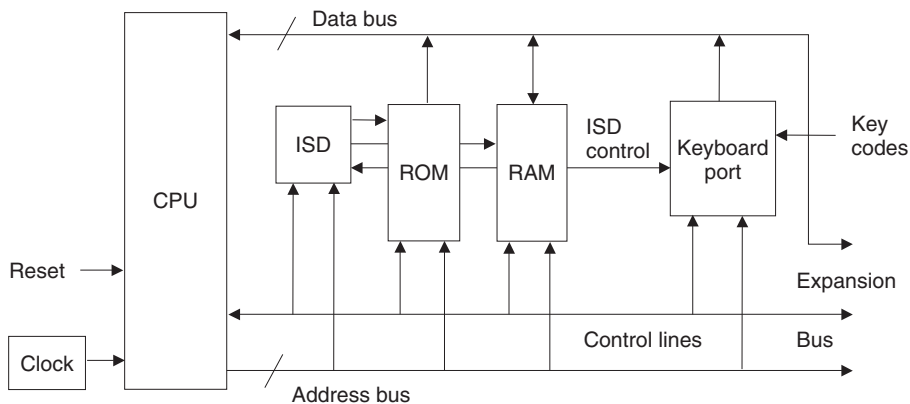 Data bus
ISD
ROM
RAM
ISD
control
Keyboard
port
Key
codes
CPU
Reset
Expansion
Clock
Control lines
Bus
Address bus